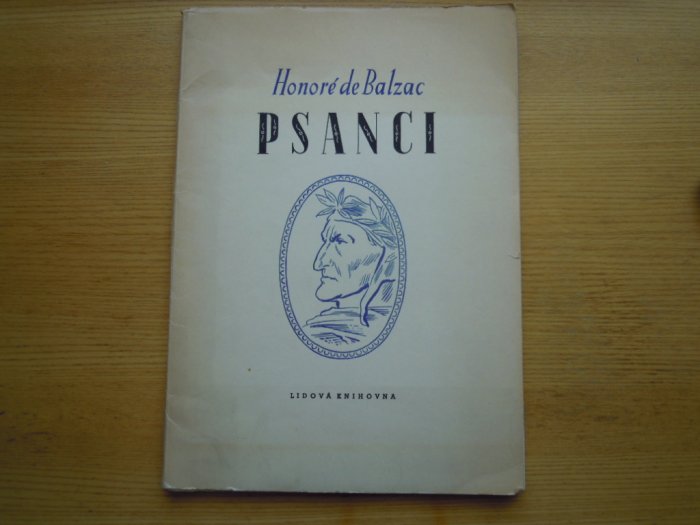 Honoré de Balzac
PSANCI
LIDOVÁ KNIHOVNA